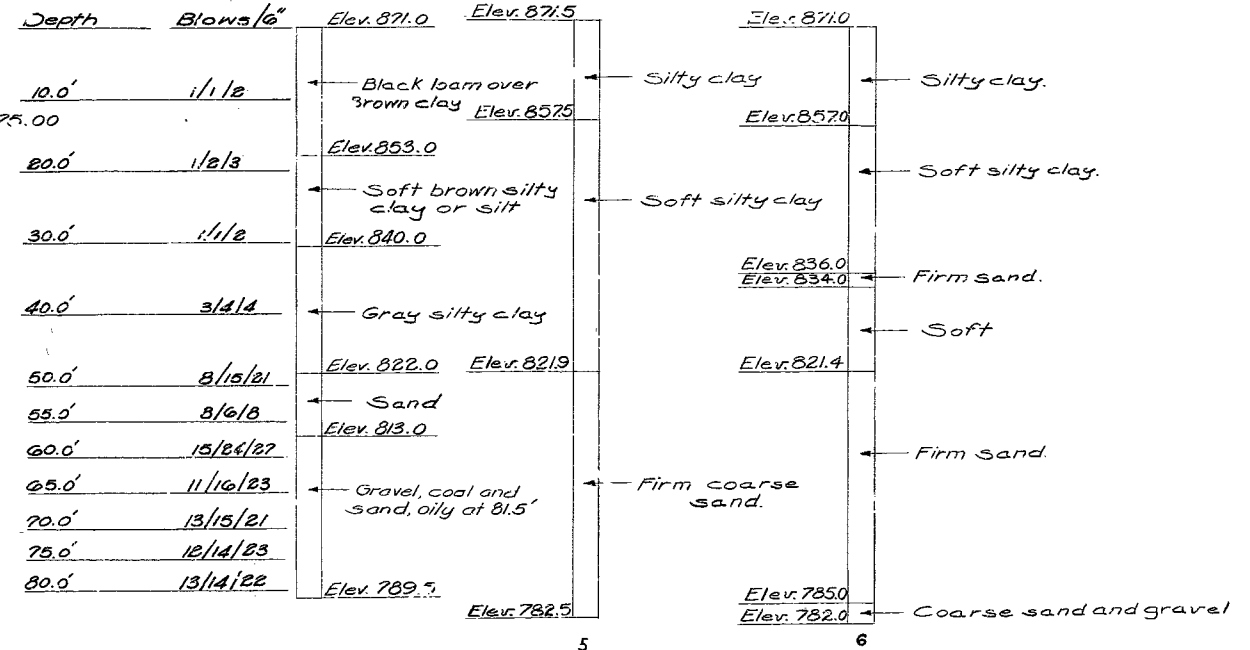 Depth Blows/6" Elev. 871.0
10.0' 1/1/2
75.00
20.0' 1/2/3
30.0' 1/1/2
40.0' 3/4/4
50.0' 8/15/21
55.0' 8/6/8
60.0' 15/24/27
65.0' 11/16/23
70.0' 13/15/21
75.0' 12/14/23
80.0' 13/14/22
Black loam over
Brown clay
Elev. 853.0
Soft brown silty
clay or silt
Elev. 840.0
Gray silty clay
Elev. 822.0
Sand
Elev. 813.0
Gravel, coal and
sand, oily at 81.5'
Elev. 789.5
Elev. 871.5
Silty clay
Elev. 857.5
Soft silty clay
Elev. 821.9
Firm coarse
sand.
Elev. 782.5
5
Elev. 871.0
Silty clay.
Elev. 857.0
Soft silty clay.
Elev. 836.0
Elev. 834.0
Firm sand.
Soft
Elev. 821.4
Firm sand.
Elev. 785.0
Elev. 782.0
Coarse sand and gravel
6